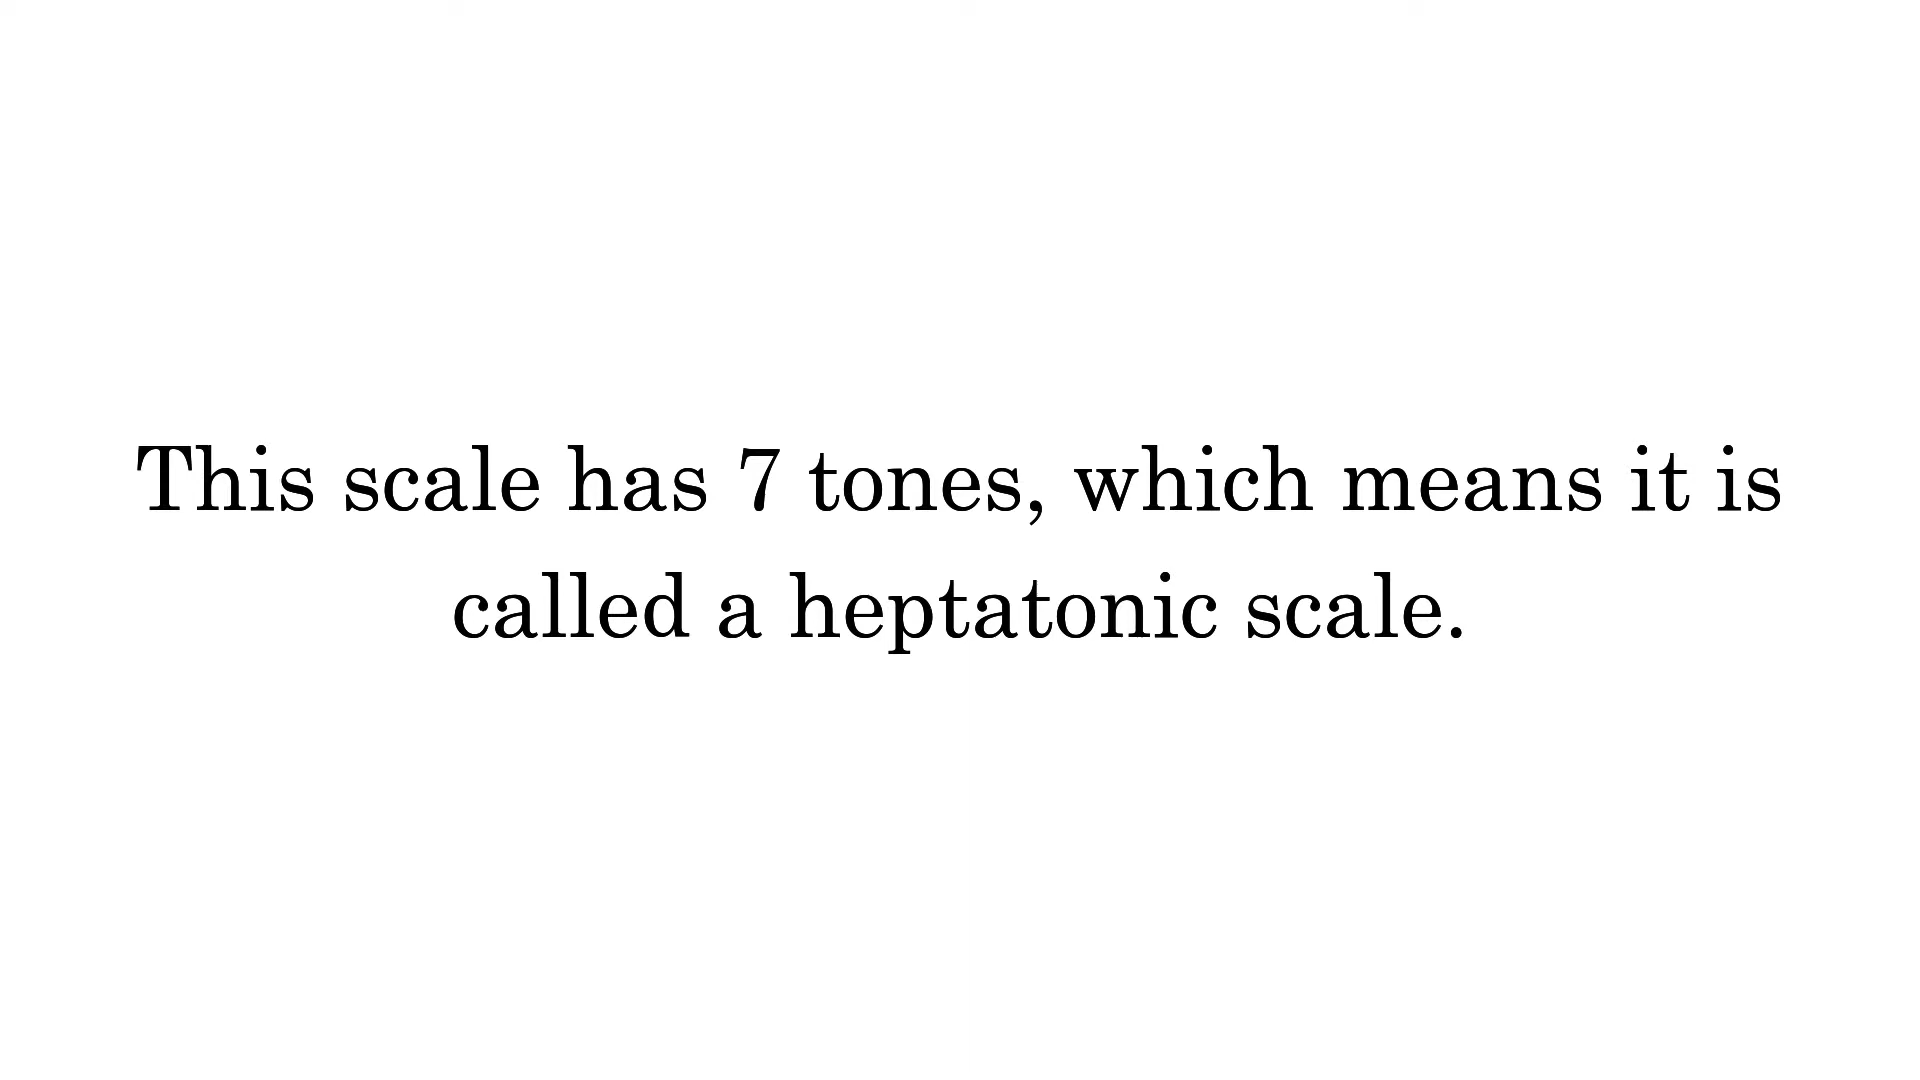 This scale has 7 tones, which means it is
called a heptatonic scale.